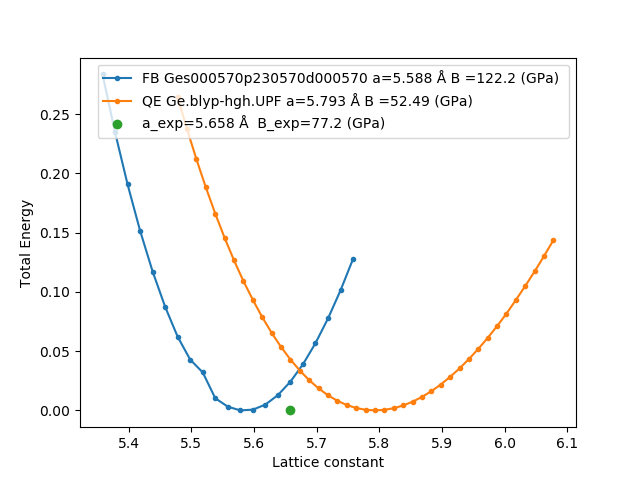 FB Ges000570p230570d000570 a=5.588 Å B =122.2 (GPa)
QE Ge.blyp-hgh.UPF a=5.793 Å B =52.49 (GPa)
a_exp=5.658 Å  B_exp=77.2 (GPa)
0.25
0.20
0.15
0.10
0.05
0.00
Total Energy
5.4 5.5 5.6 5.7 5.8 5.9 6.0 6.1
Lattice constant